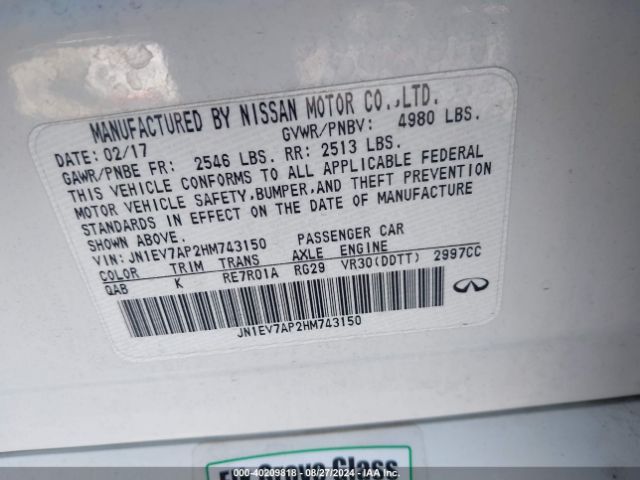 MANUFACTURED BY NISSAN MOTOR CO.,LTD.
DATE: 02/17 GVWR/PNBV: 4980 LBS.
GAWR/PNBE FR: 2546 LBS. RR: 2513 LBS.
THIS VEHICLE CONFORMS TO ALL APPLICABLE FEDERAL
MOTOR VEHICLE SAFETY,BUMPER,AND THEFT PREVENTION
STANDARDS IN EFFECT ON THE DATE OF MANUFACTURE
SHOWN ABOVE.
VIN: JN1EV7AP2HM743150 PASSENGER CAR
COLOR TRIM TRANS AXLE ENGINE
QAB K RE7R01A RG29 VR30(DDTT) 2997CC
JN1EV7AP2HM743150
Glass
000-40209818 - 08/27/2024 - IAA Inc.